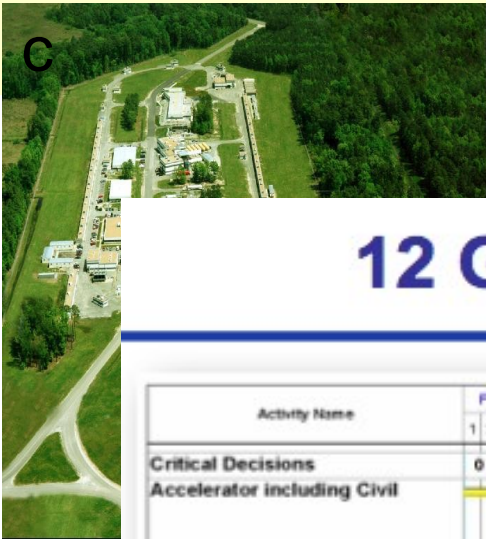 C
12
Activity Name
1
Critical Decisions 0
Accelerator including Civil